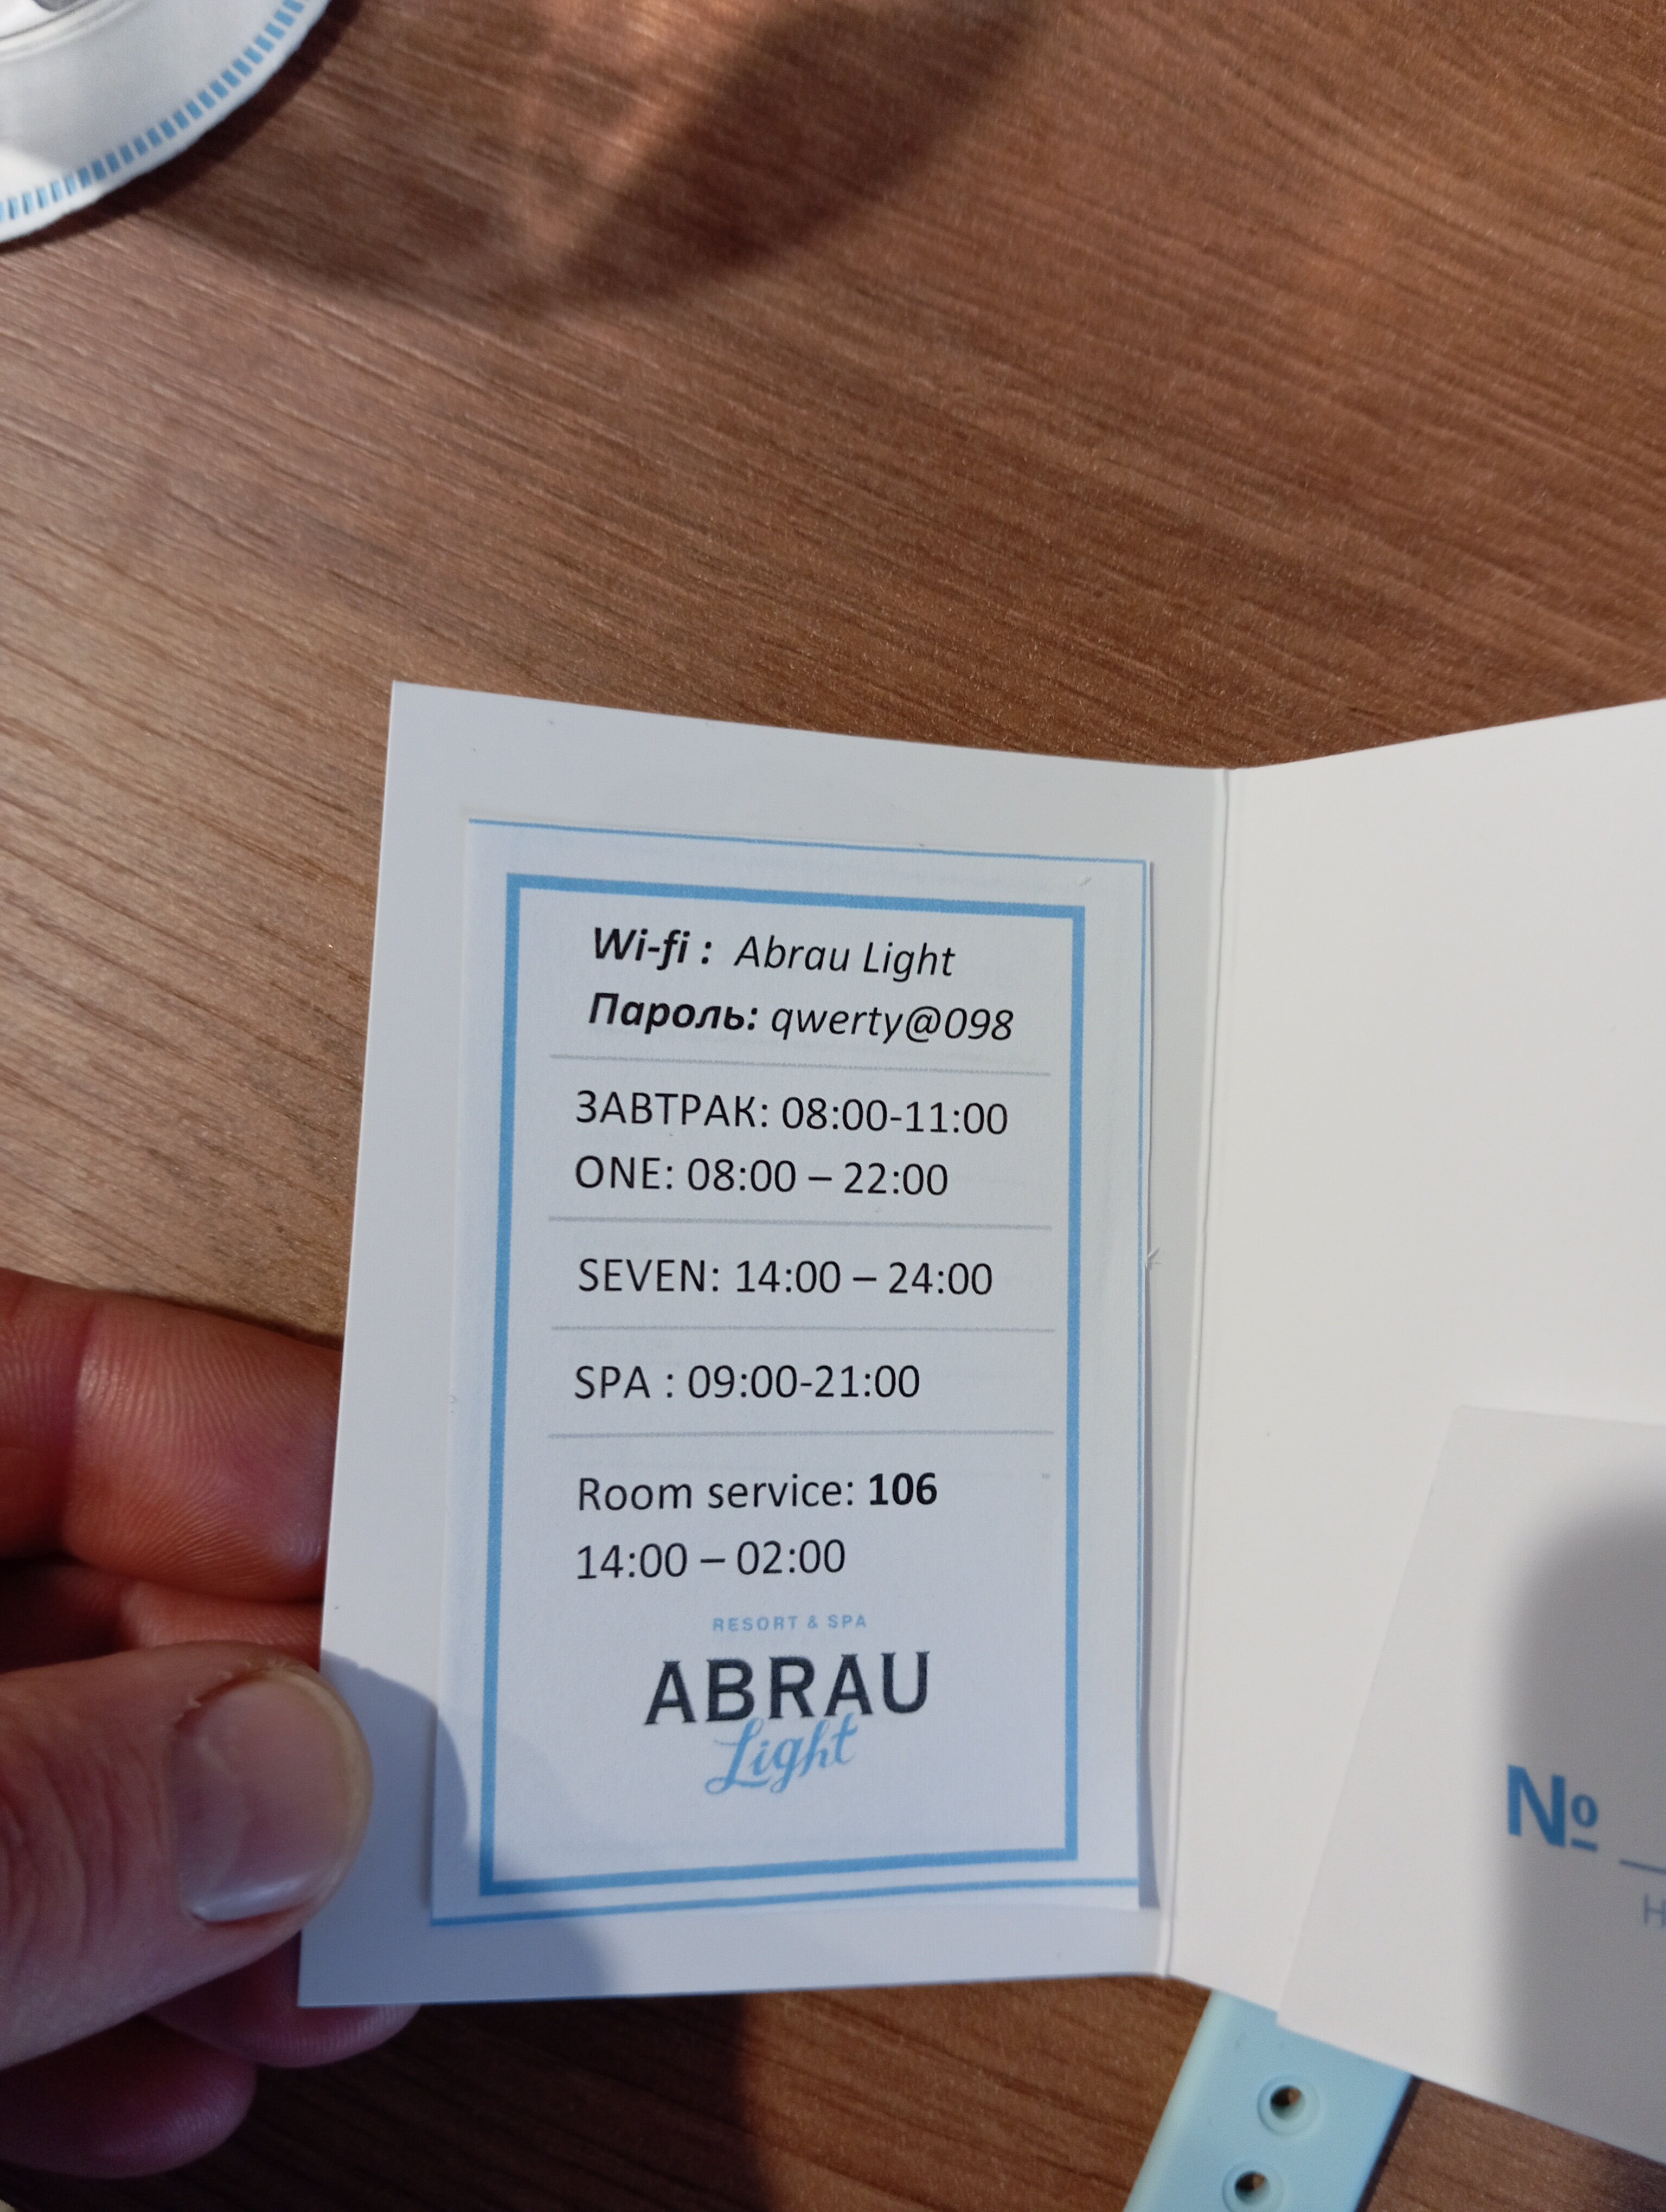 Wi-fi : Abrau Light
Пароль: qwerty@098
ЗАВТРАК: 08:00-11:00
ONE: 08:00 – 22:00
SEVEN: 14:00 – 24:00
SPA : 09:00-21:00
Room service: 106
14:00 – 02:00
RESORT & SPA
ABRAU
Light
№